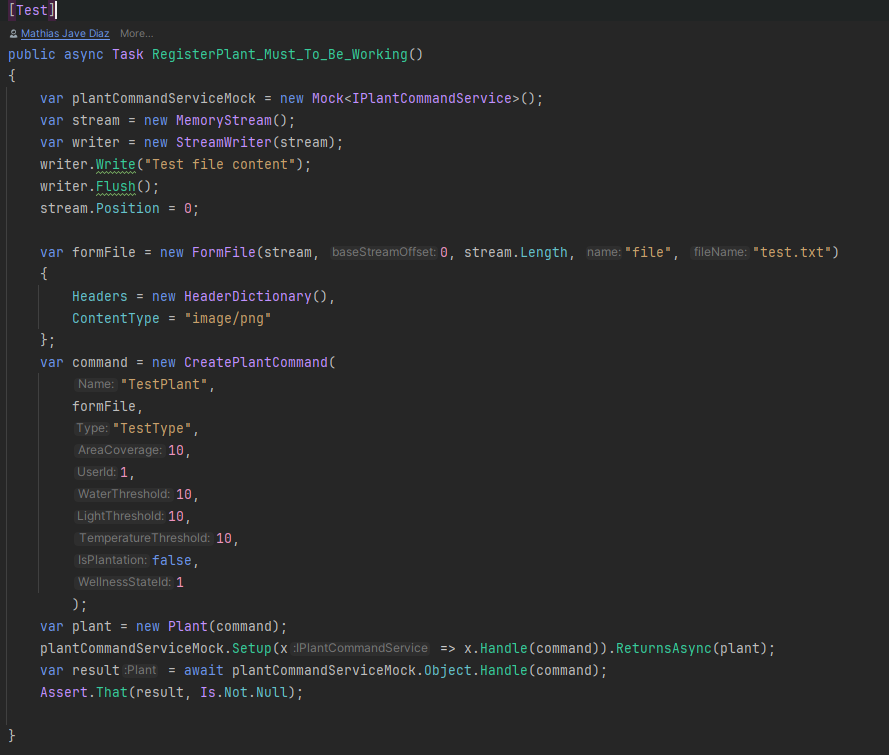 [Test]
Mathias Jave Diaz   More...
public async Task RegisterPlant_Must_To_Be_Working()
{
    var plantCommandServiceMock = new Mock<IPlantCommandService>();
    var stream = new MemoryStream();
    var writer = new StreamWriter(stream);
    writer.Write("Test file content");
    writer.Flush();
    stream.Position = 0;

    var formFile = new FormFile(stream, baseStreamOffset: 0, stream.Length, name: "file", fileName: "test.txt")
    {
        Headers = new HeaderDictionary(),
        ContentType = "image/png"
    };
    var command = new CreatePlantCommand(
        Name: "TestPlant",
        formFile,
        Type: "TestType",
        AreaCoverage: 10,
        UserId: 1,
        WaterThreshold: 10,
        LightThreshold: 10,
        TemperatureThreshold: 10,
        IsPlantation: false,
        WellnessStateId: 1
        );
    var plant = new Plant(command);
    plantCommandServiceMock.Setup(x :IPlantCommandService => x.Handle(command)).ReturnsAsync(plant);
    var result :Plant = await plantCommandServiceMock.Object.Handle(command);
    Assert.That(result, Is.Not.Null);

}